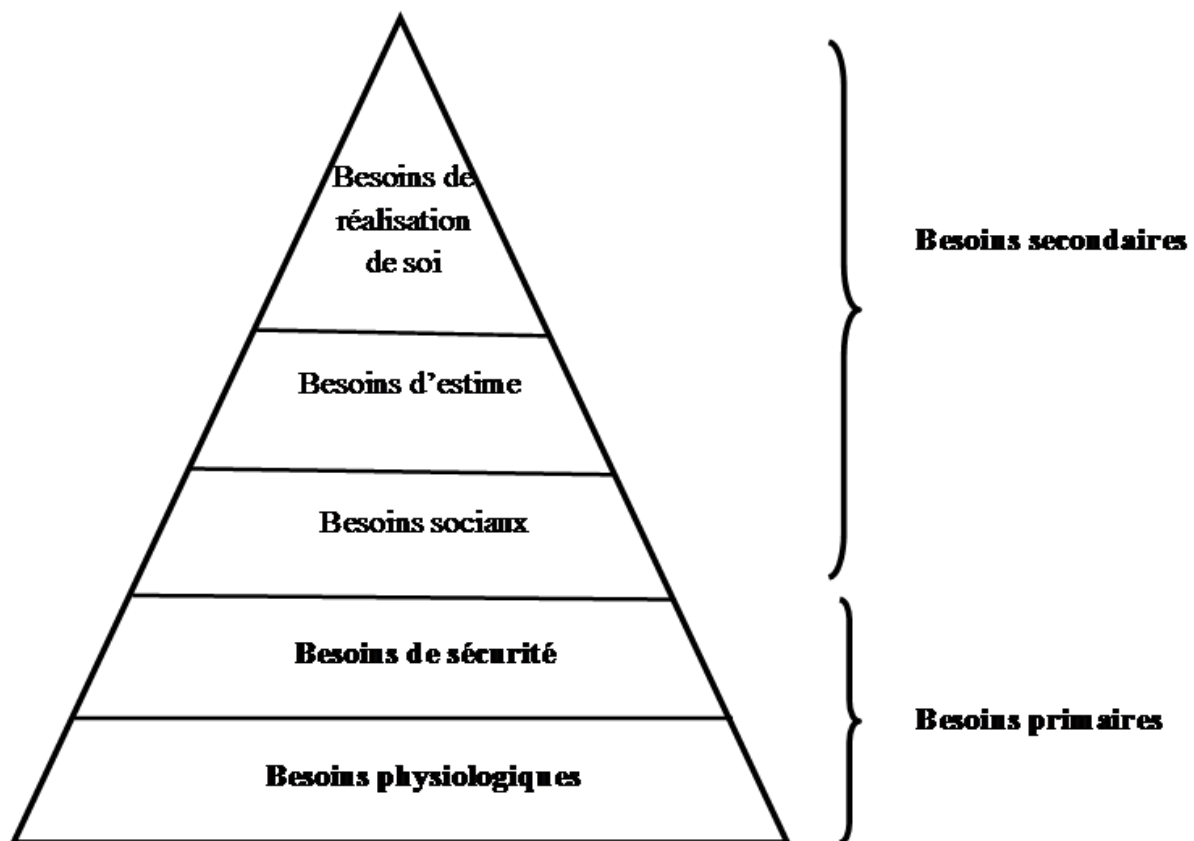 Besoins de
réalisation
de soi
Besoins secondaires
Besoins d'estime
Besoins sociaux
Besoins de sécurité
Besoins primaires
Besoins physiologiques